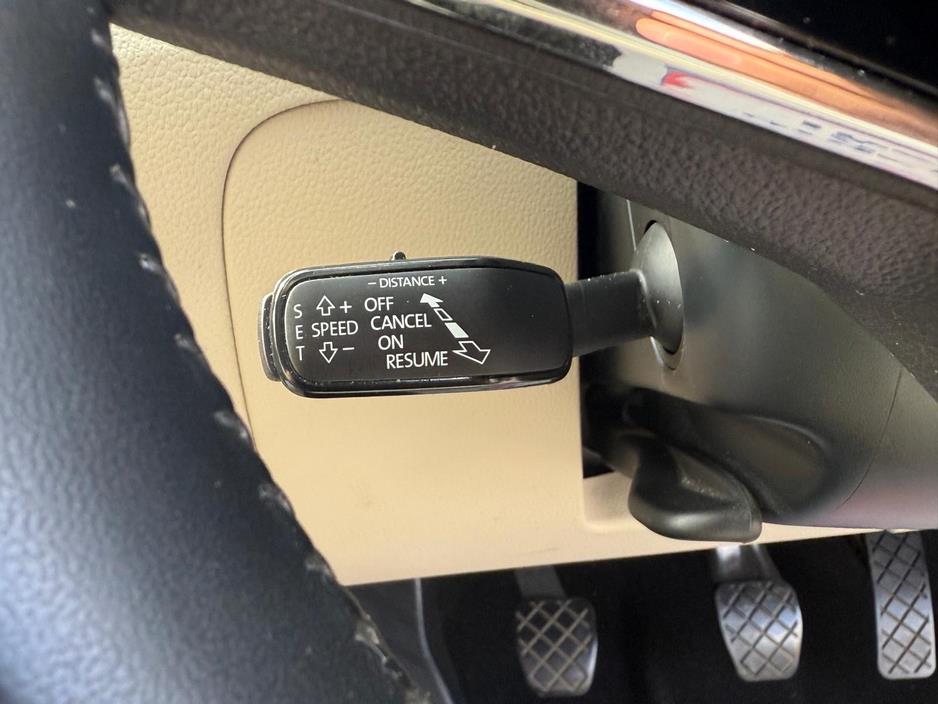 − DISTANCE +
S + OFF
E SPEED CANCEL
T − ON
RESUME